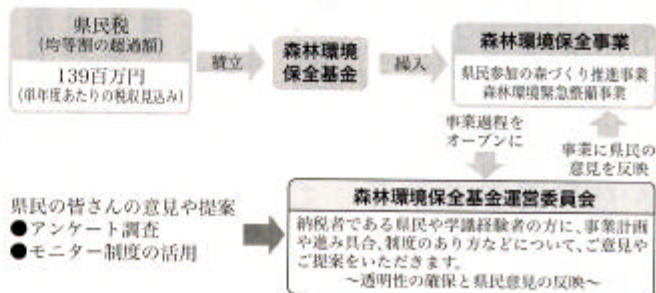 県民税
(均等割の超過額)
139百万円
(単年度あたりの税収見込み)
積立
森林環境
保全基金
繰入
森林環境保全事業
県民参加の森づくり推進事業
森林環境緊急整備事業
事業過程を
オープンに
事業に県民の
意見を反映
県民の皆さんの意見や提案
●アンケート調査
●モニター制度の活用
森林環境保全基金運営委員会
納税者である県民や学識経験者の方に、事業計画
や進み具合、制度のあり方などについて、ご意見や
ご提案をいただきます。
～透明性の確保と県民意見の反映～